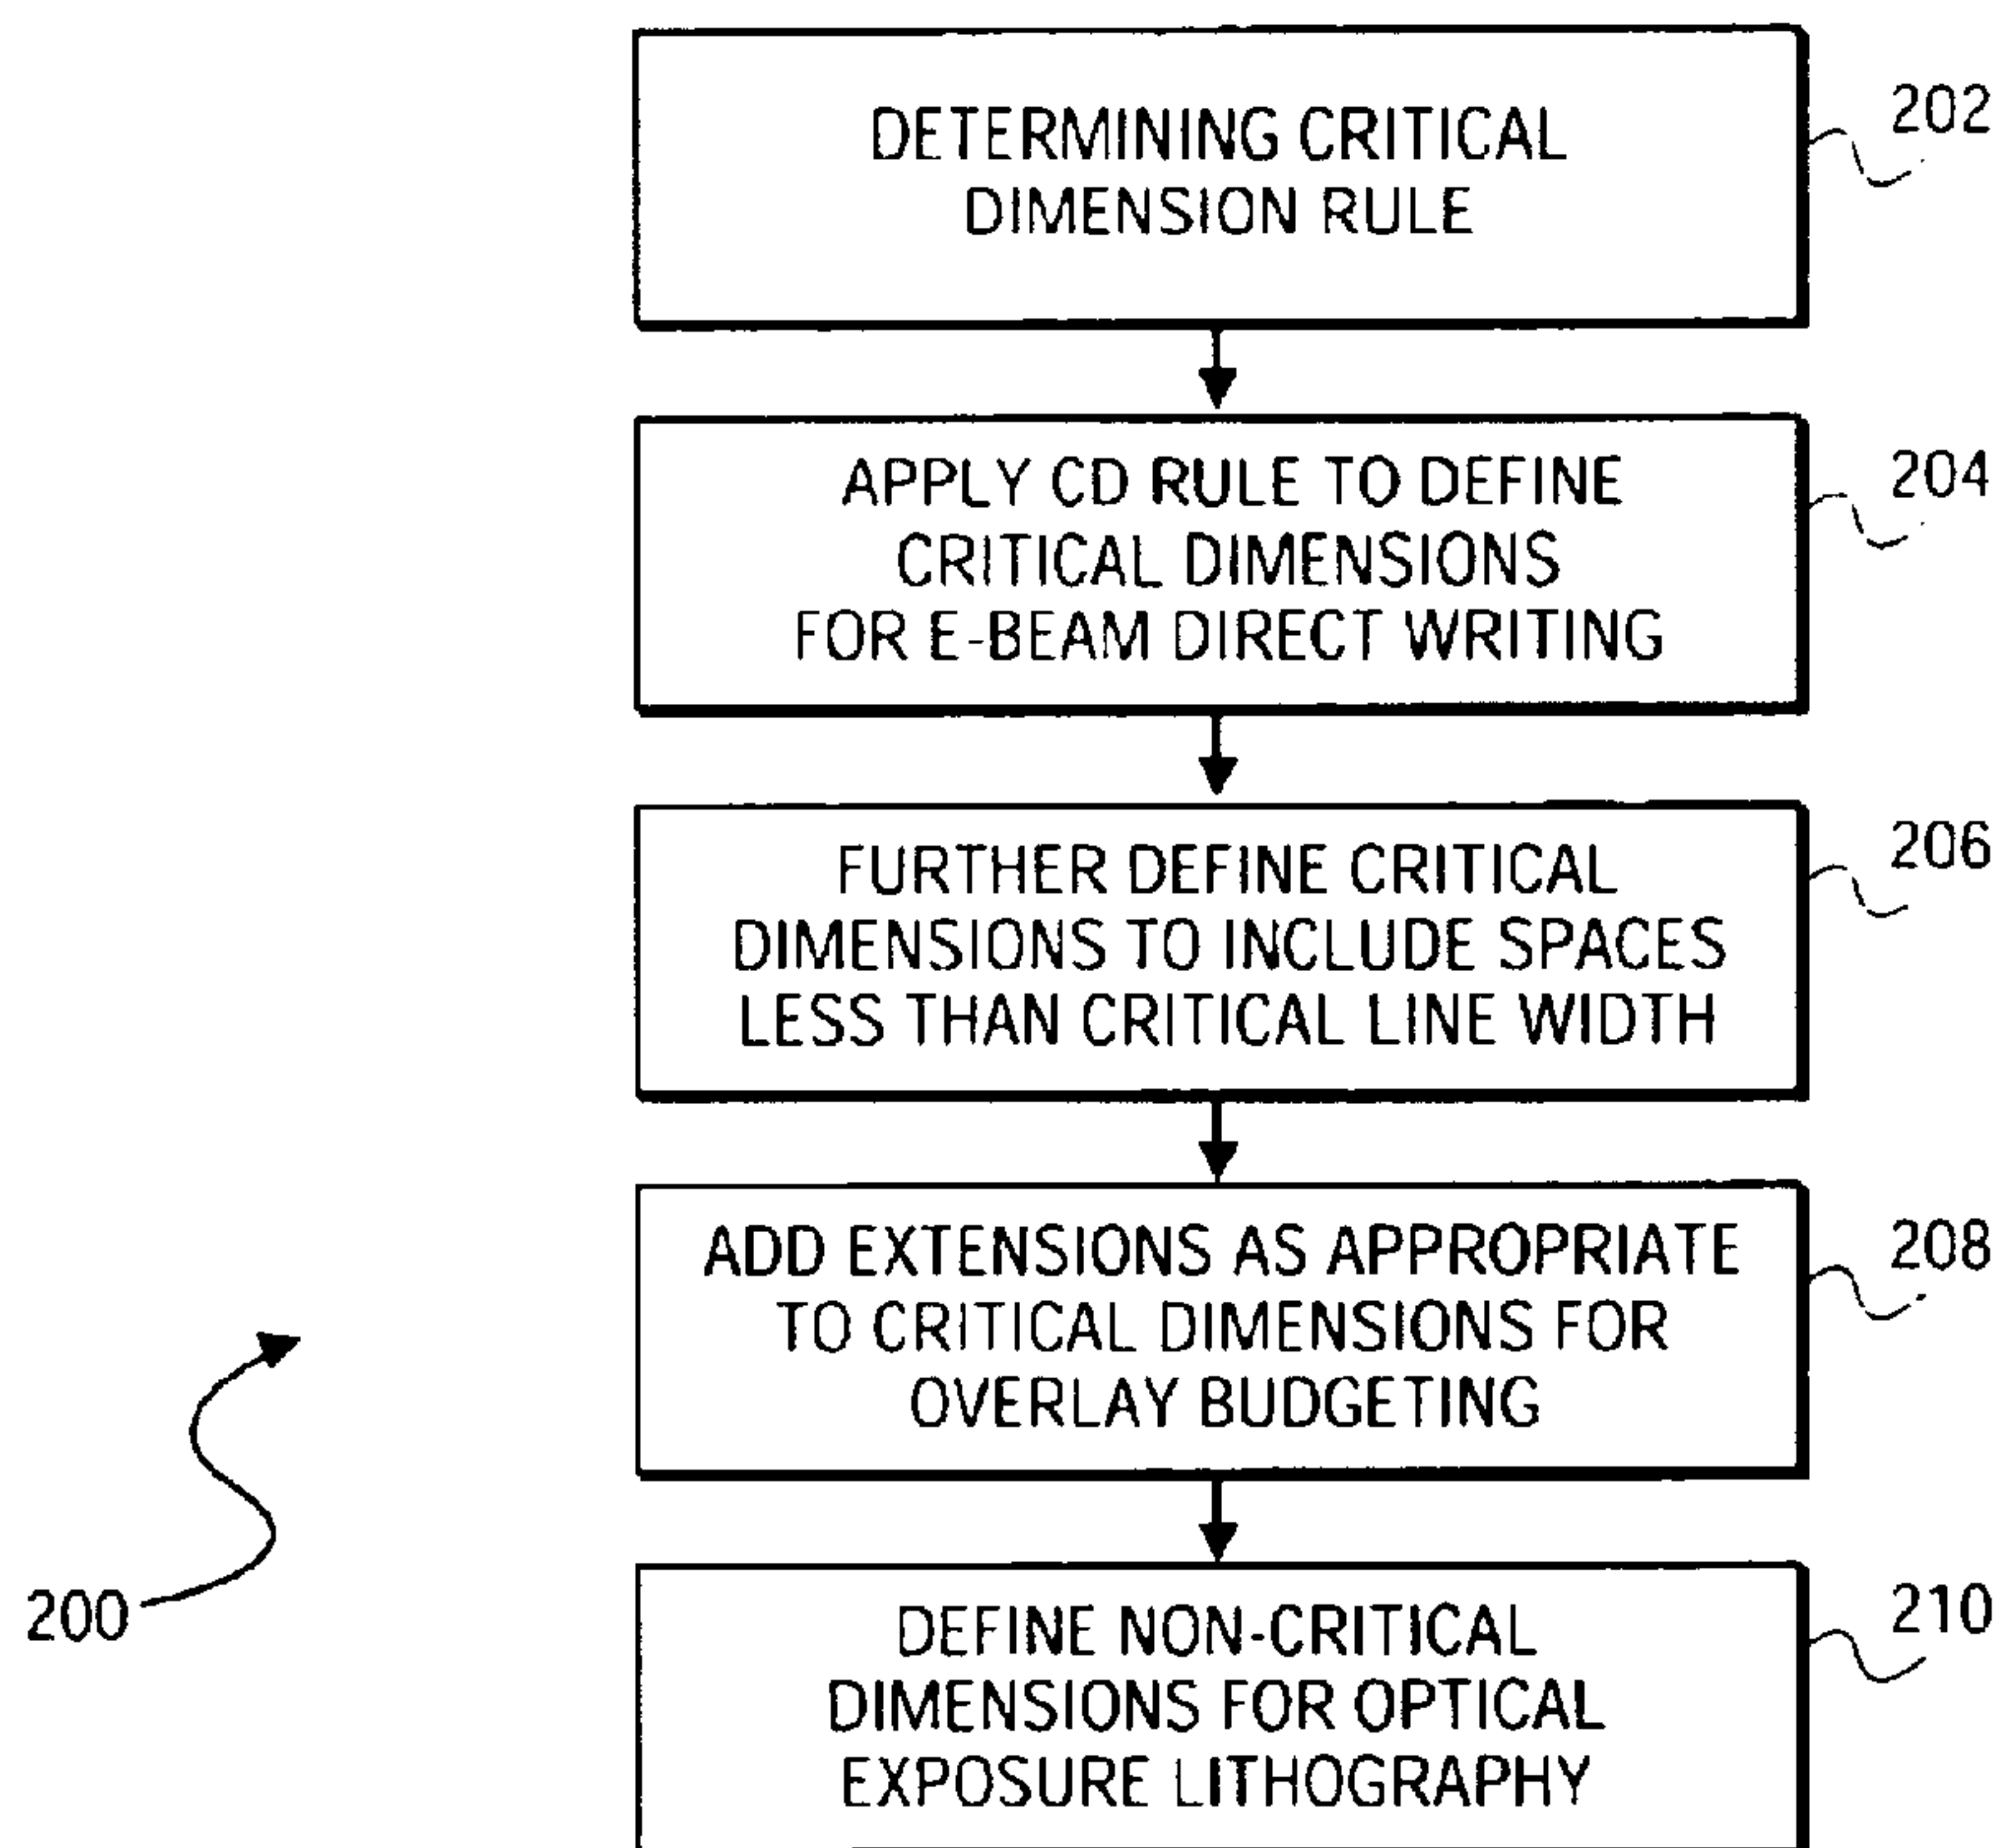 DETERMINING CRITICAL
DIMENSION RULE
202
APPLY CD RULE TO DEFINE
CRITICAL DIMENSIONS
FOR E-BEAM DIRECT WRITING
204
FURTHER DEFINE CRITICAL
DIMENSIONS TO INCLUDE SPACES
LESS THAN CRITICAL LINE WIDTH
206
ADD EXTENSIONS AS APPROPRIATE
TO CRITICAL DIMENSIONS FOR
OVERLAY BUDGETING
208
DEFINE NON-CRITICAL
DIMENSIONS FOR OPTICAL
EXPOSURE LITHOGRAPHY
210
200